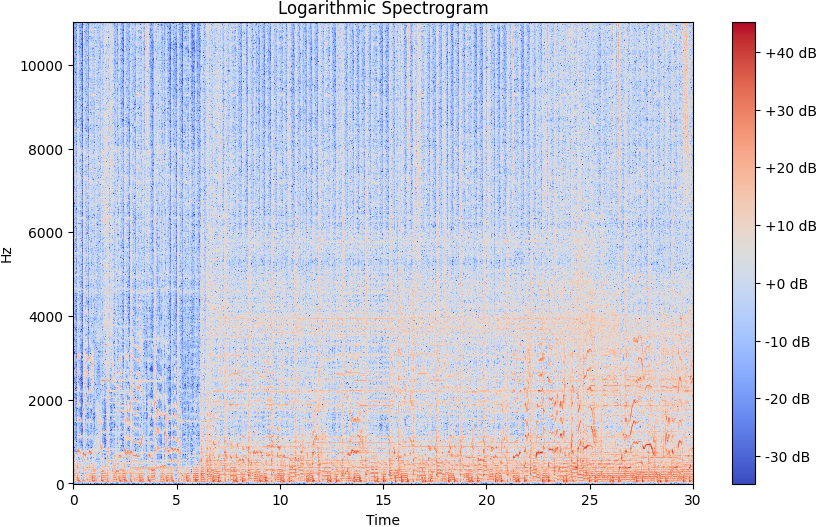 Logarithmic Spectrogram
Hz
10000
8000
6000
4000
2000
0
0 5 10 15 20 25 30
Time
+40 dB
+30 dB
+20 dB
+10 dB
+0 dB
-10 dB
-20 dB
-30 dB